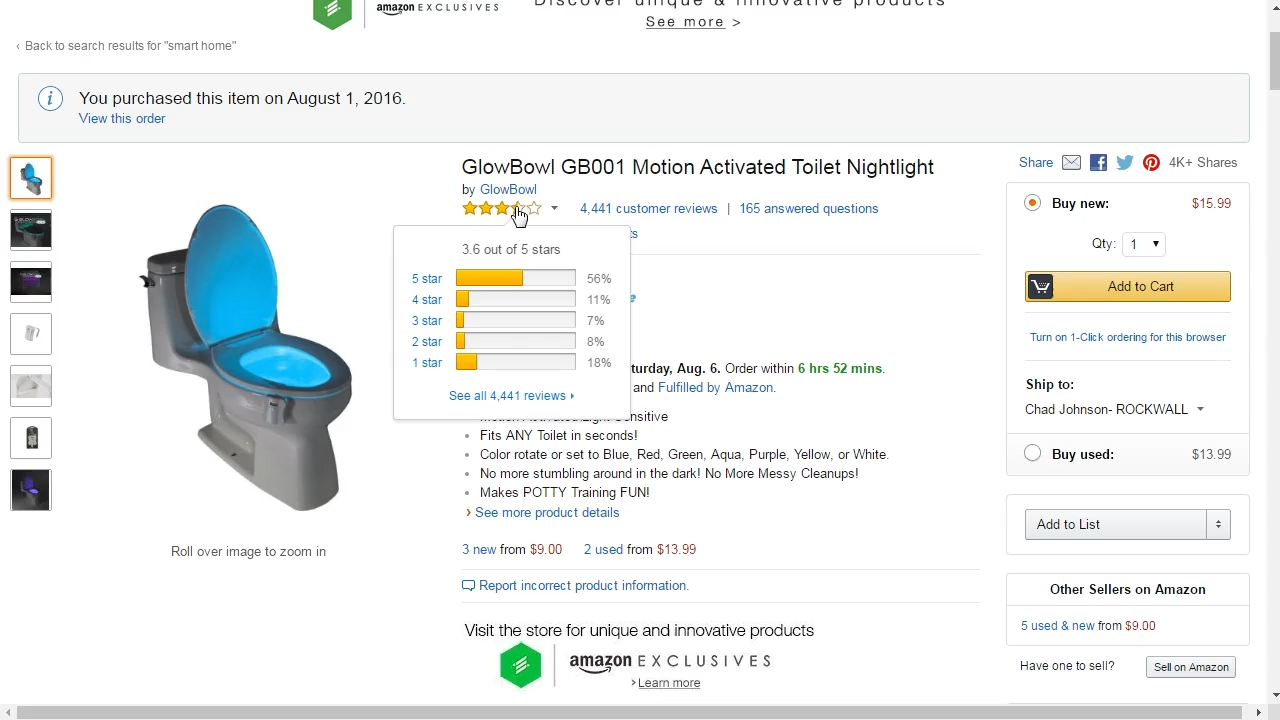 Discover unique & innovative products
amazon EXCLUSIVES
See more >
‹ Back to search results for "smart home"
You purchased this item on August 1, 2016.
View this order
GlowBowl GB001 Motion Activated Toilet Nightlight
by GlowBowl
4,441 customer reviews | 165 answered questions
3.6 out of 5 stars
5 star 56%
4 star 11%
3 star 7%
2 star 8%
1 star 18%
See all 4,441 reviews
Aug. 6. Order within 6 hrs 52 mins.
and Fulfilled by Amazon.
Fits ANY Toilet in seconds!
Color rotate or set to Blue, Red, Green, Aqua, Purple, Yellow, or White.
No more stumbling around in the dark! No More Messy Cleanups!
Makes POTTY Training FUN!
› See more product details
3 new from $9.00 2 used from $13.99
Report incorrect product information.
Visit the store for unique and innovative products
amazon EXCLUSIVES
›Learn more
Roll over image to zoom in
Share 4K+ Shares
Buy new: $15.99
Qty: 1
Add to Cart
Turn on 1-Click ordering for this browser
Ship to:
Chad Johnson- ROCKWALL
Buy used: $13.99
Add to List
Other Sellers on Amazon
5 used & new from $9.00
Have one to sell? Sell on Amazon